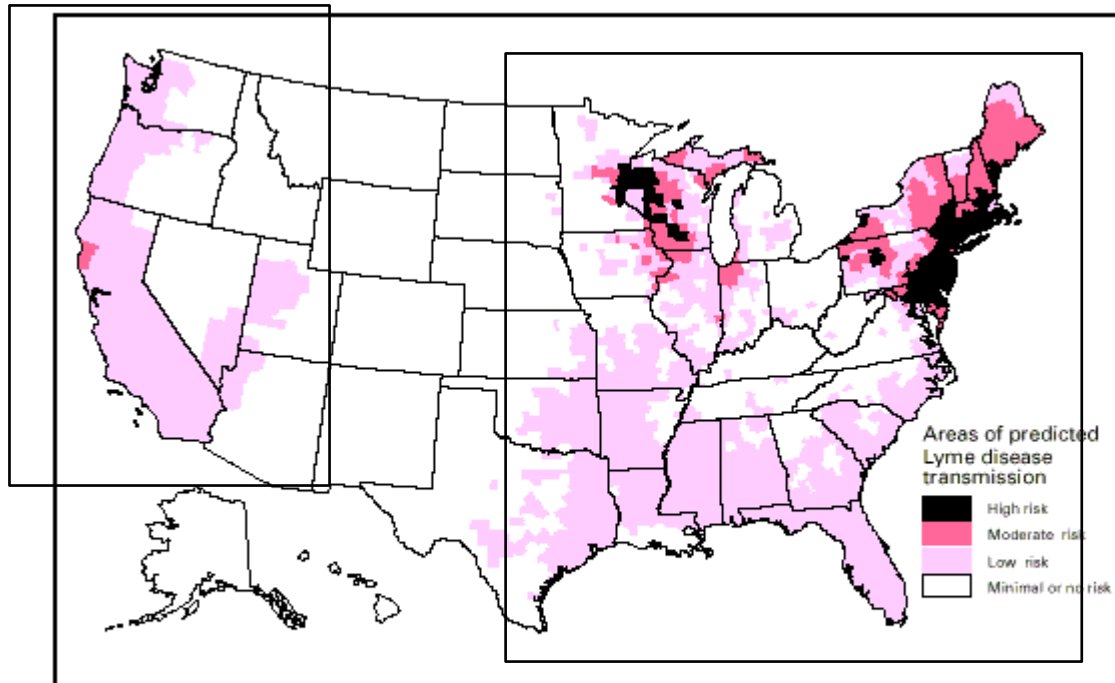 Areas of predicted
Lyme disease
transmission
High risk
Moderate risk
Low risk
Minimal or no risk